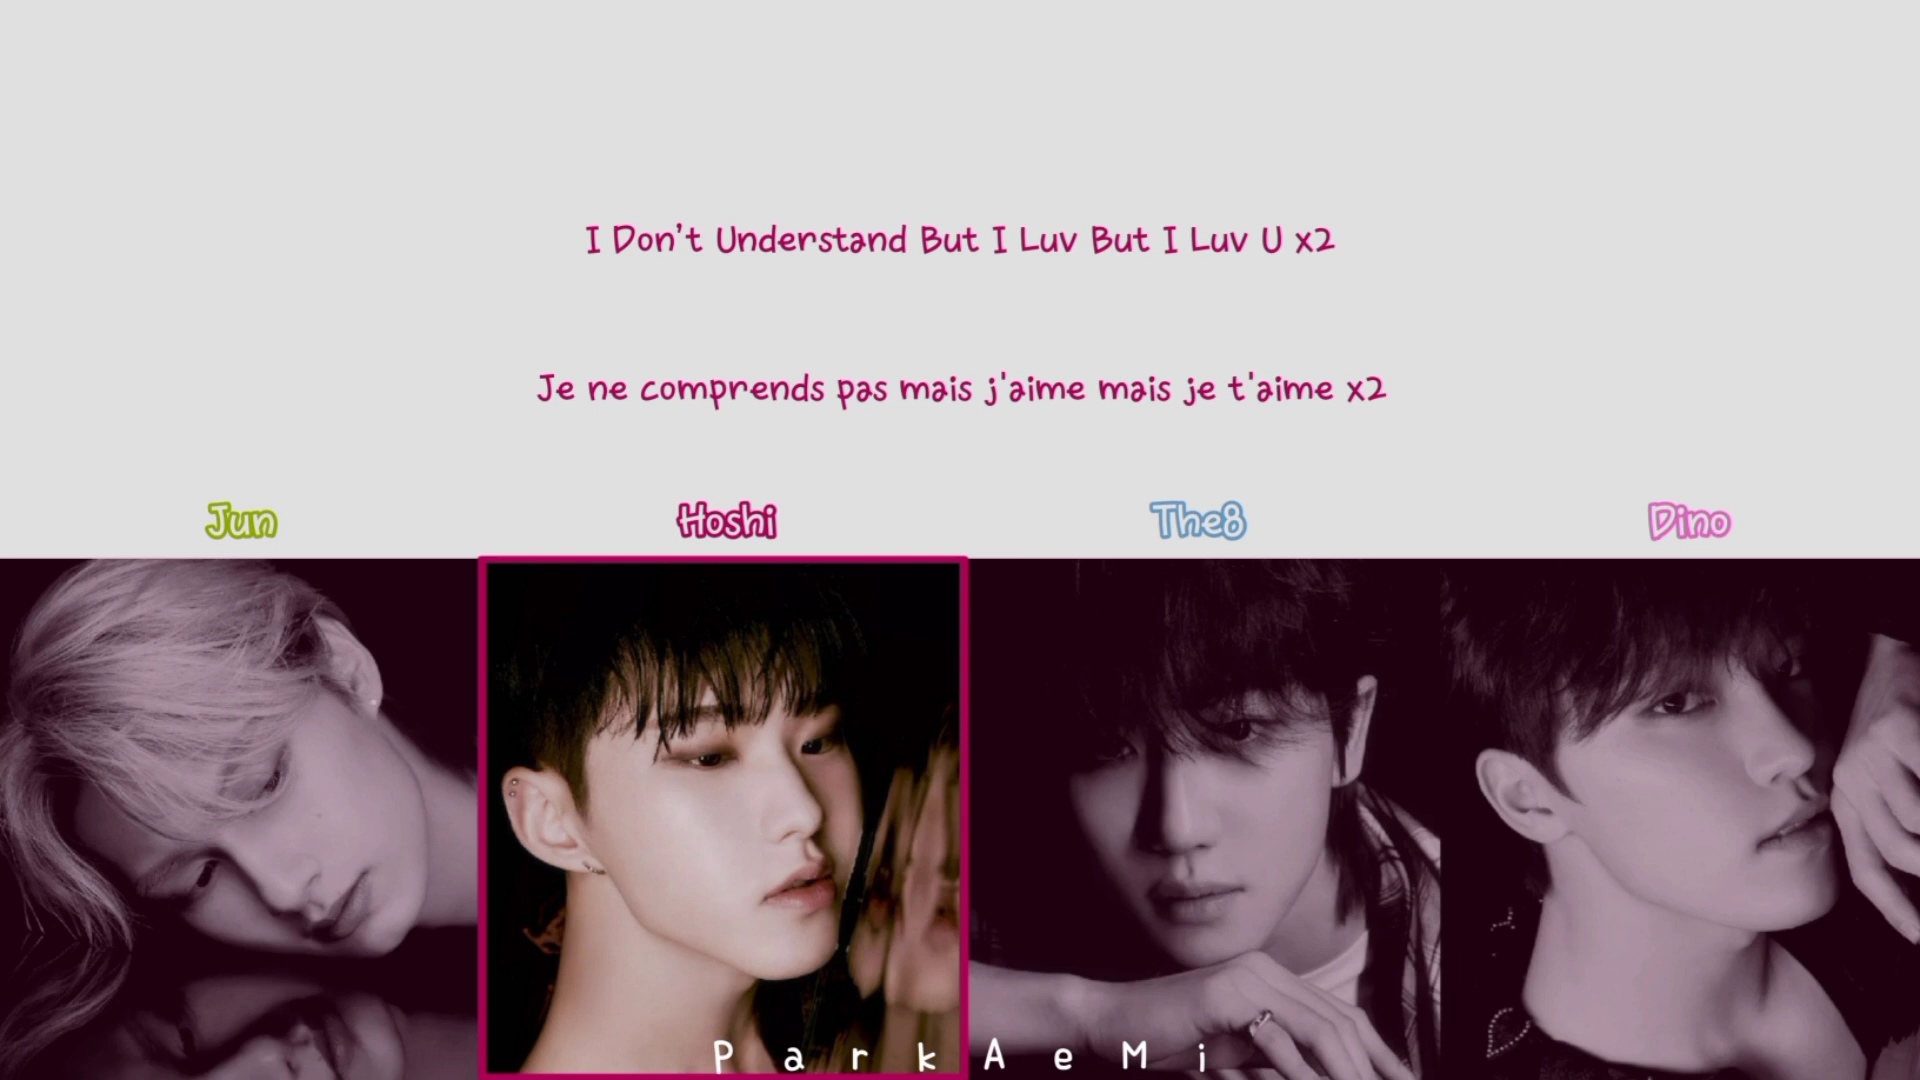 I Don't Understand But I Luv But I Luv U x2
Je ne comprends pas mais j'aime mais je t'aime x2
Jun Hoshi The8 Dino
ParkAeMi